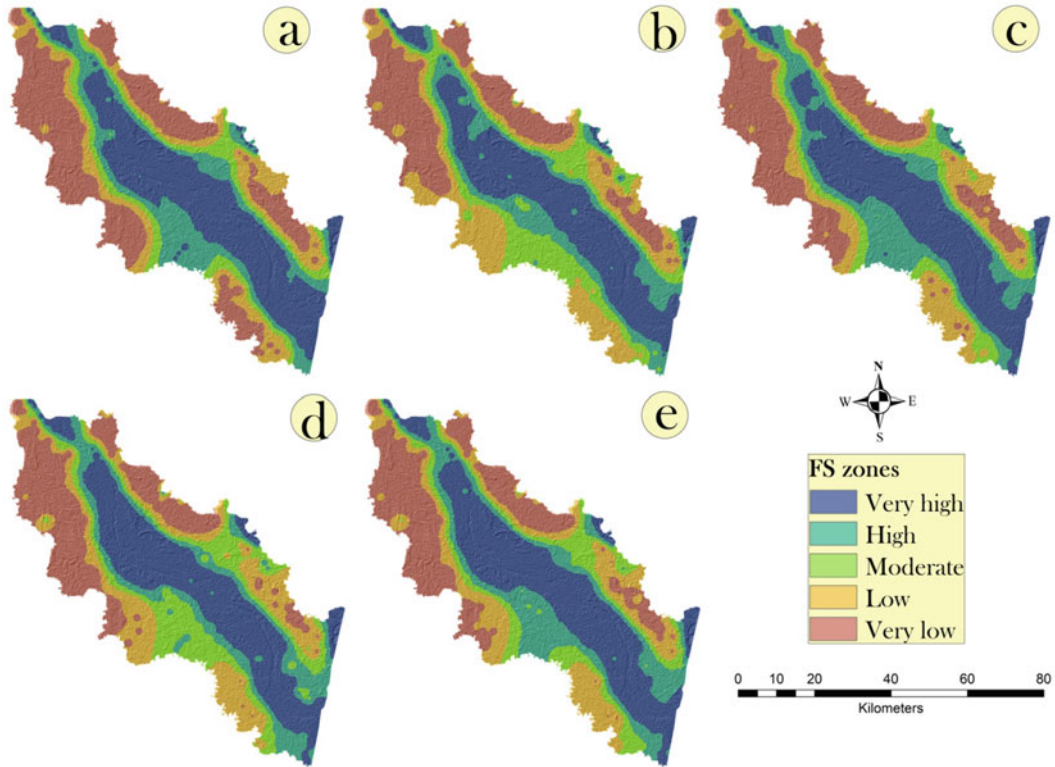 a
b
c
d
e
N
W E
S
FS zones
Very high
High
Moderate
Low
Very low
0 10 20 40 60 80
Kilometers